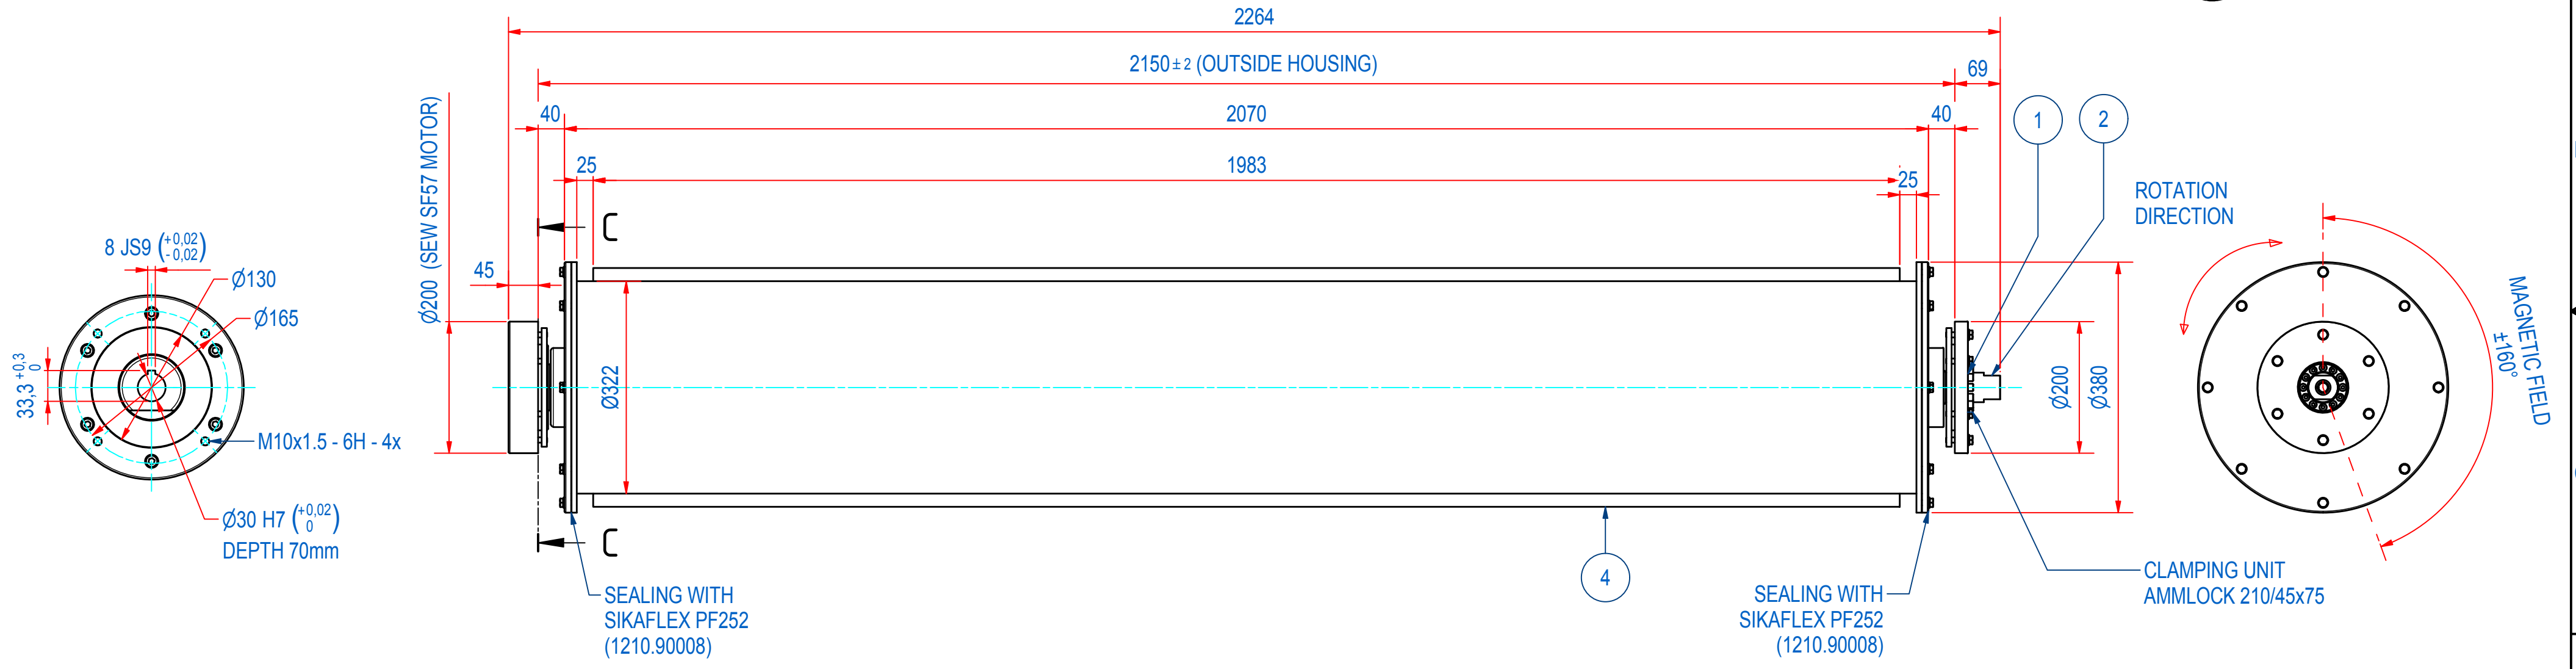 2264
2150±2 (OUTSIDE HOUSING)
69
40
2070
40
1
2
25
1983
25
Ø200 (SEW SF57 MOTOR)
ROTATION
DIRECTION
C
8 JS9 (+0,02 -0,02)
Ø130
45
Ø165
33,3 +0,3 0
Ø322
Ø200
Ø380
MAGNETIC FIELD
±160°
M10x1.5 - 6H - 4x
Ø30 H7 (+0,02 0)
DEPTH 70mm
C
4
SEALING WITH
SIKAFLEX PF252
(1210.90008)
SEALING WITH
SIKAFLEX PF252
(1210.90008)
CLAMPING UNIT
AMMLOCK 210/45x75